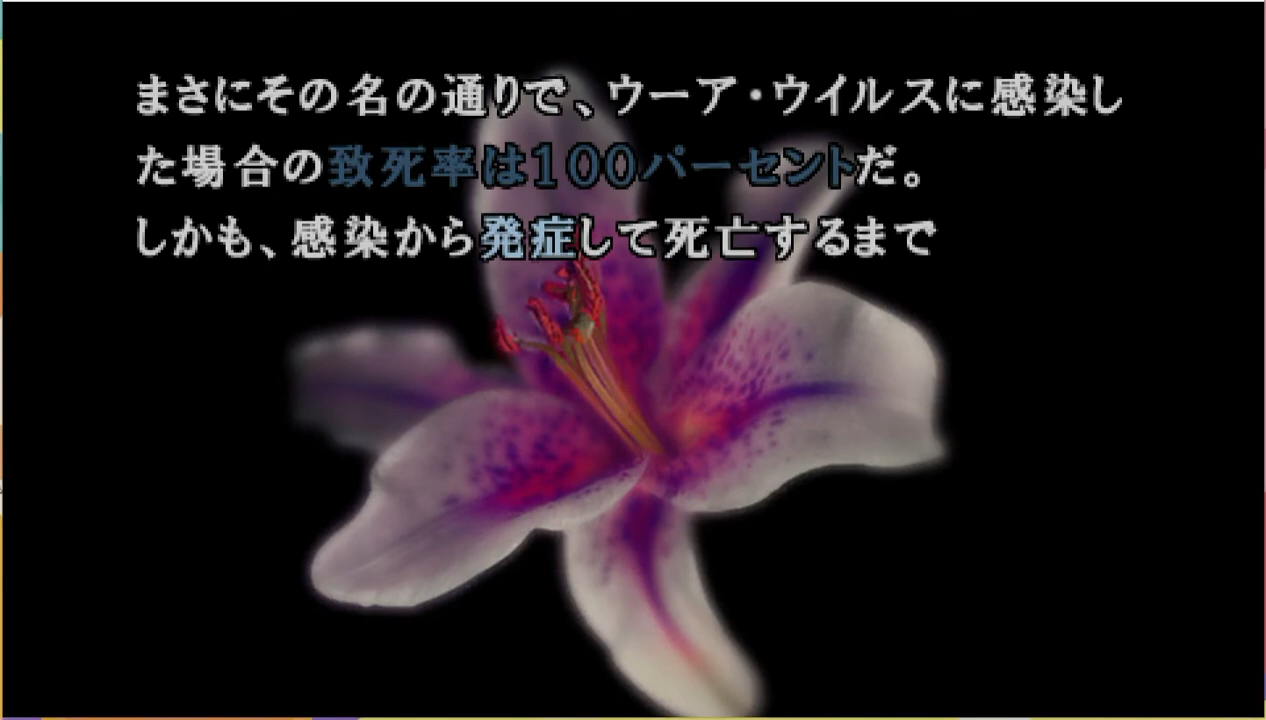 まさにその名の通りで、ウーア・ウイルスに感染し
た場合の致死率は100パーセントだ。
しかも、感染から発症して死亡するまで